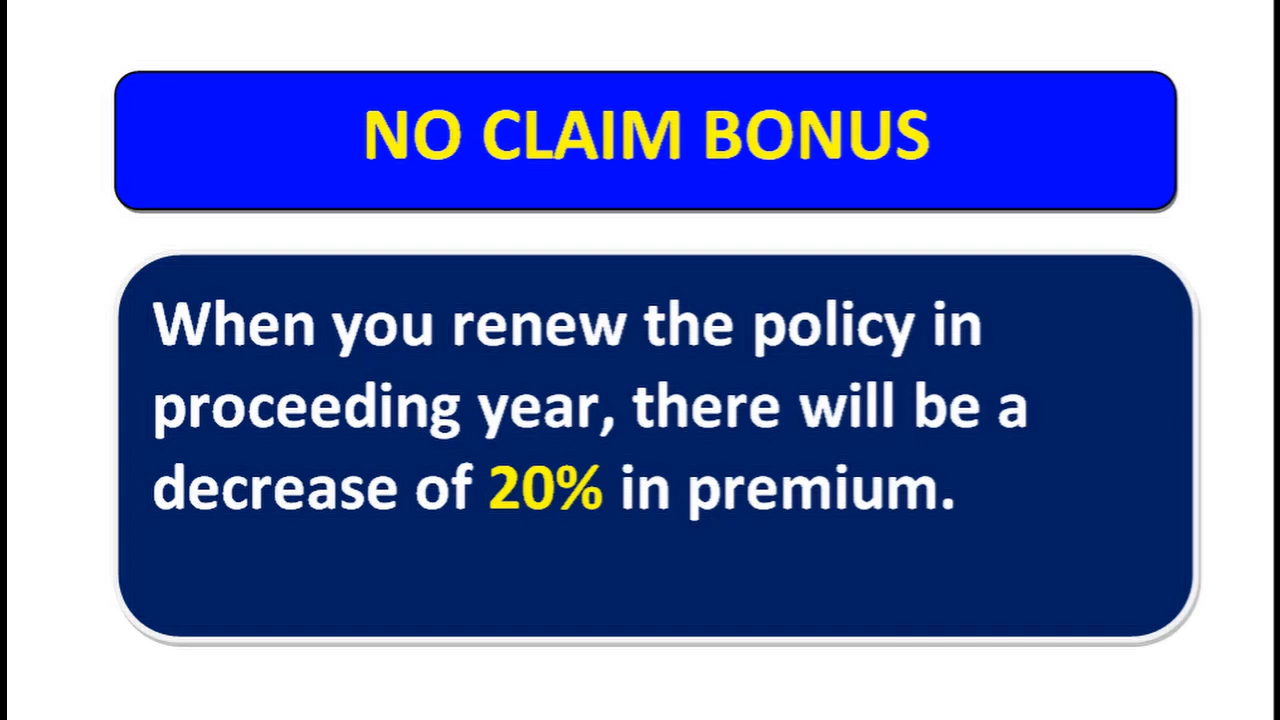 NO CLAIM BONUS
When you renew the policy in
proceeding year, there will be a
decrease of 20% in premium.